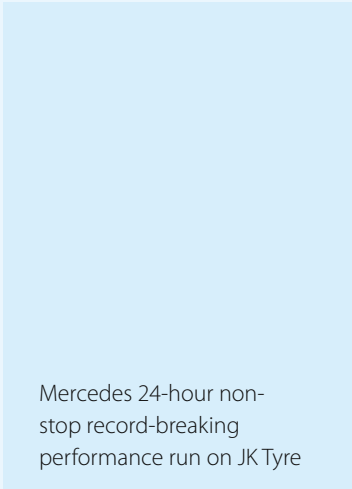 Mercedes 24-hour non-
stop record-breaking
performance run on JK Tyre